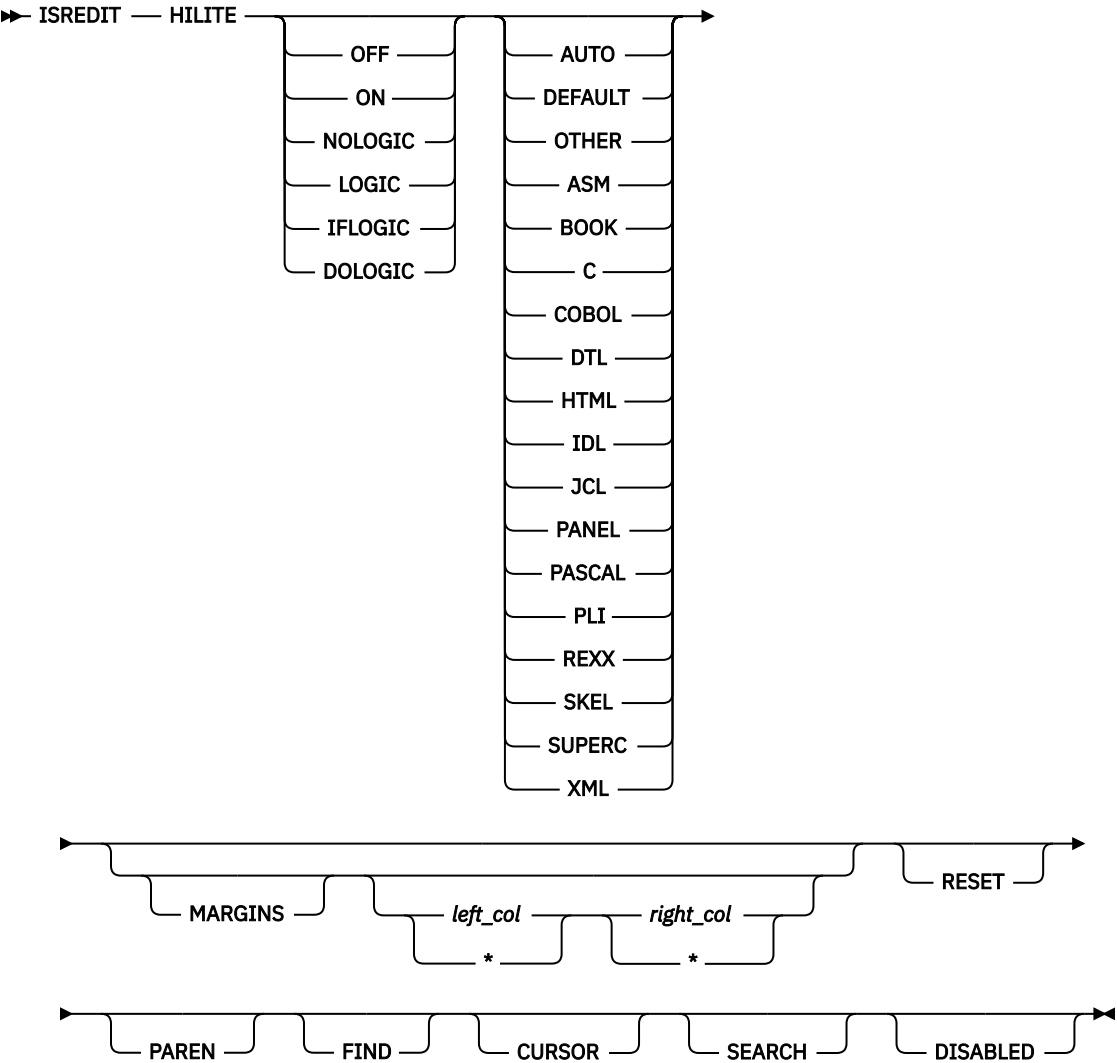 ISREDIT HILITE
OFF AUTO
ON DEFAULT
NOLOGIC OTHER
LOGIC ASM
IFLOGIC BOOK
DOLOGIC C
COBOL
DTL
HTML
IDL
JCL
PANEL
PASCAL
PLI
REXX
SKEL
SUPERC
XML
RESET
MARGINS left_col right_col
* *
PAREN FIND CURSOR SEARCH DISABLED